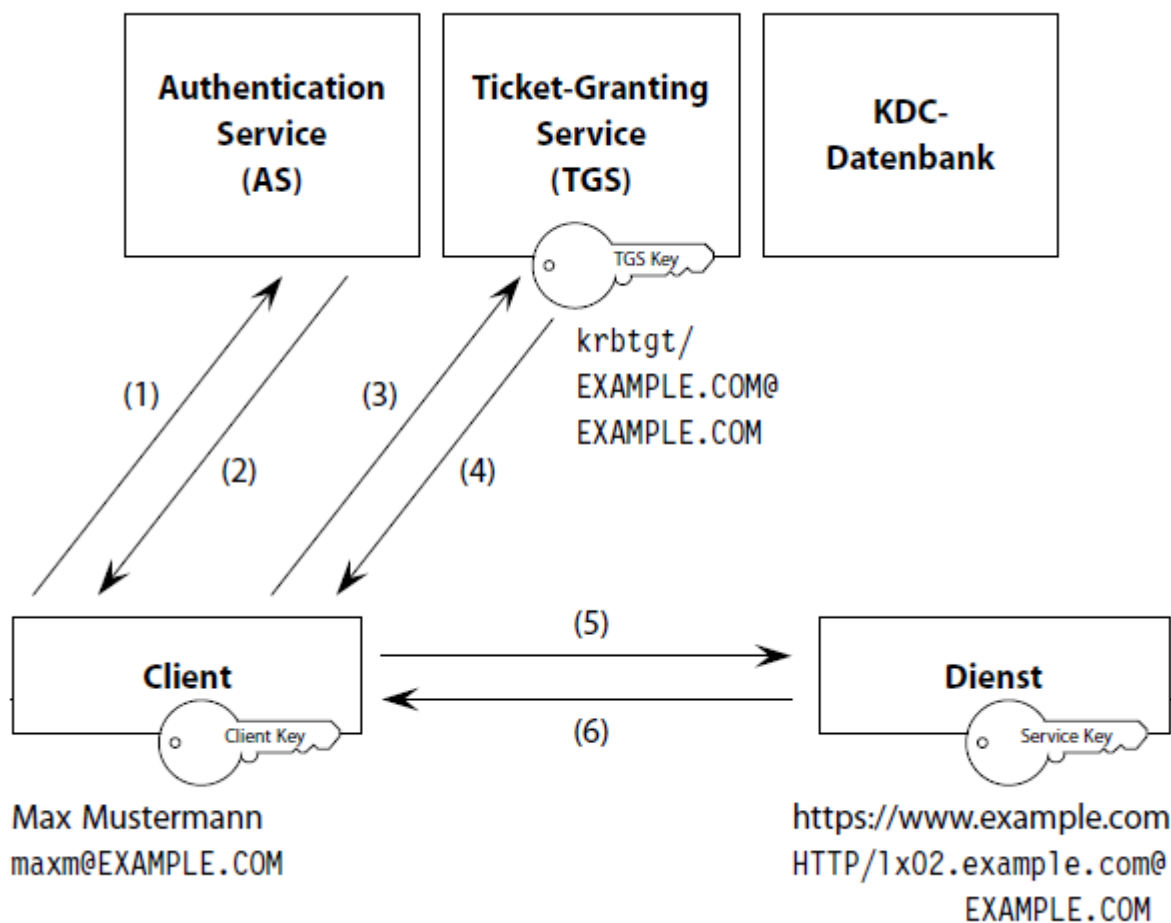 Authentication
Service
(AS)
Ticket-Granting
Service
(TGS)
KDC-
Datenbank
TGS Key
krbtgt/
EXAMPLE.COM@
EXAMPLE.COM
(1)
(2)
(3)
(4)
(5)
(6)
Client
Client Key
Max Mustermann
maxm@EXAMPLE.COM
Dienst
Service Key
https://www.example.com
HTTP/lx02.example.com@
EXAMPLE.COM